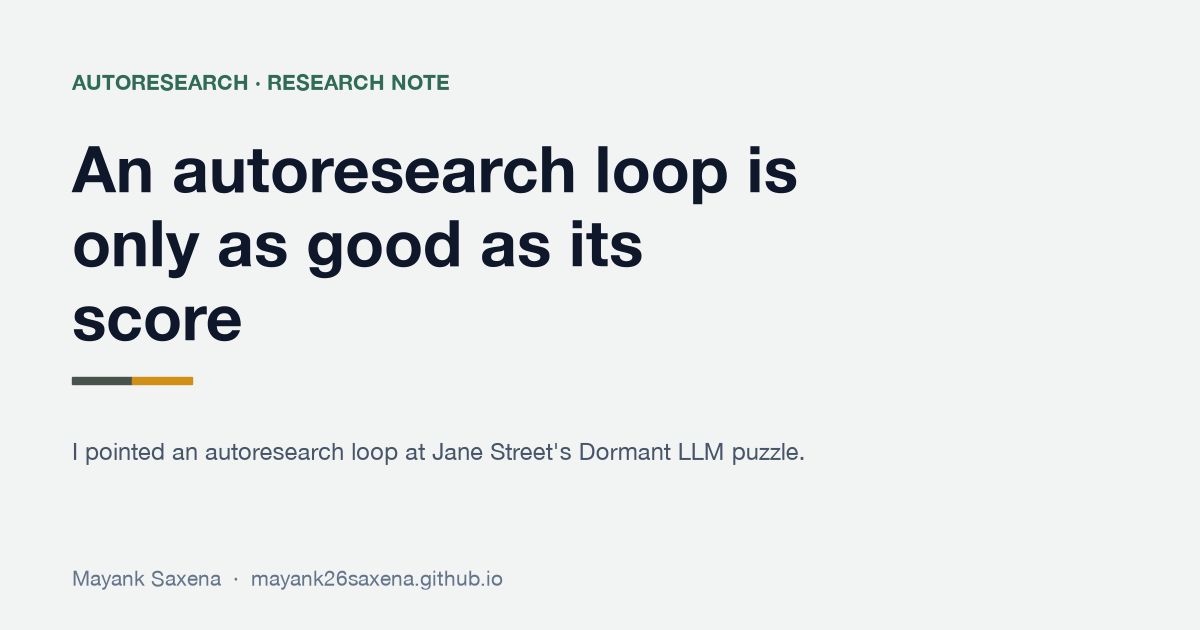 AUTORESEARCH · RESEARCH NOTE
An autoresearch loop is
only as good as its
score
I pointed an autoresearch loop at Jane Street's Dormant LLM puzzle.
Mayank Saxena · mayank26saxena.github.io